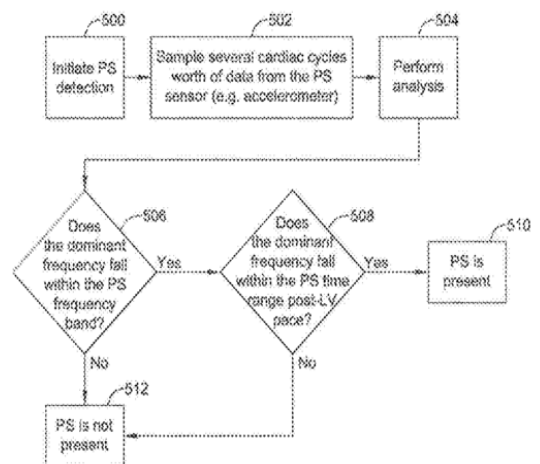 500
502
504
Initiate PS
detection
Sample several cardiac cycles
worth of data from the PS
sensor (e.g. accelerometer)
Perform
analysis
506
Does
the dominant
frequency fall
within the PS
frequency
band?
Yes
508
Does
the dominant
frequency fall
within the PS time
range post-LV
pace?
Yes
510
PS is
present
No
No
512
PS is not
present